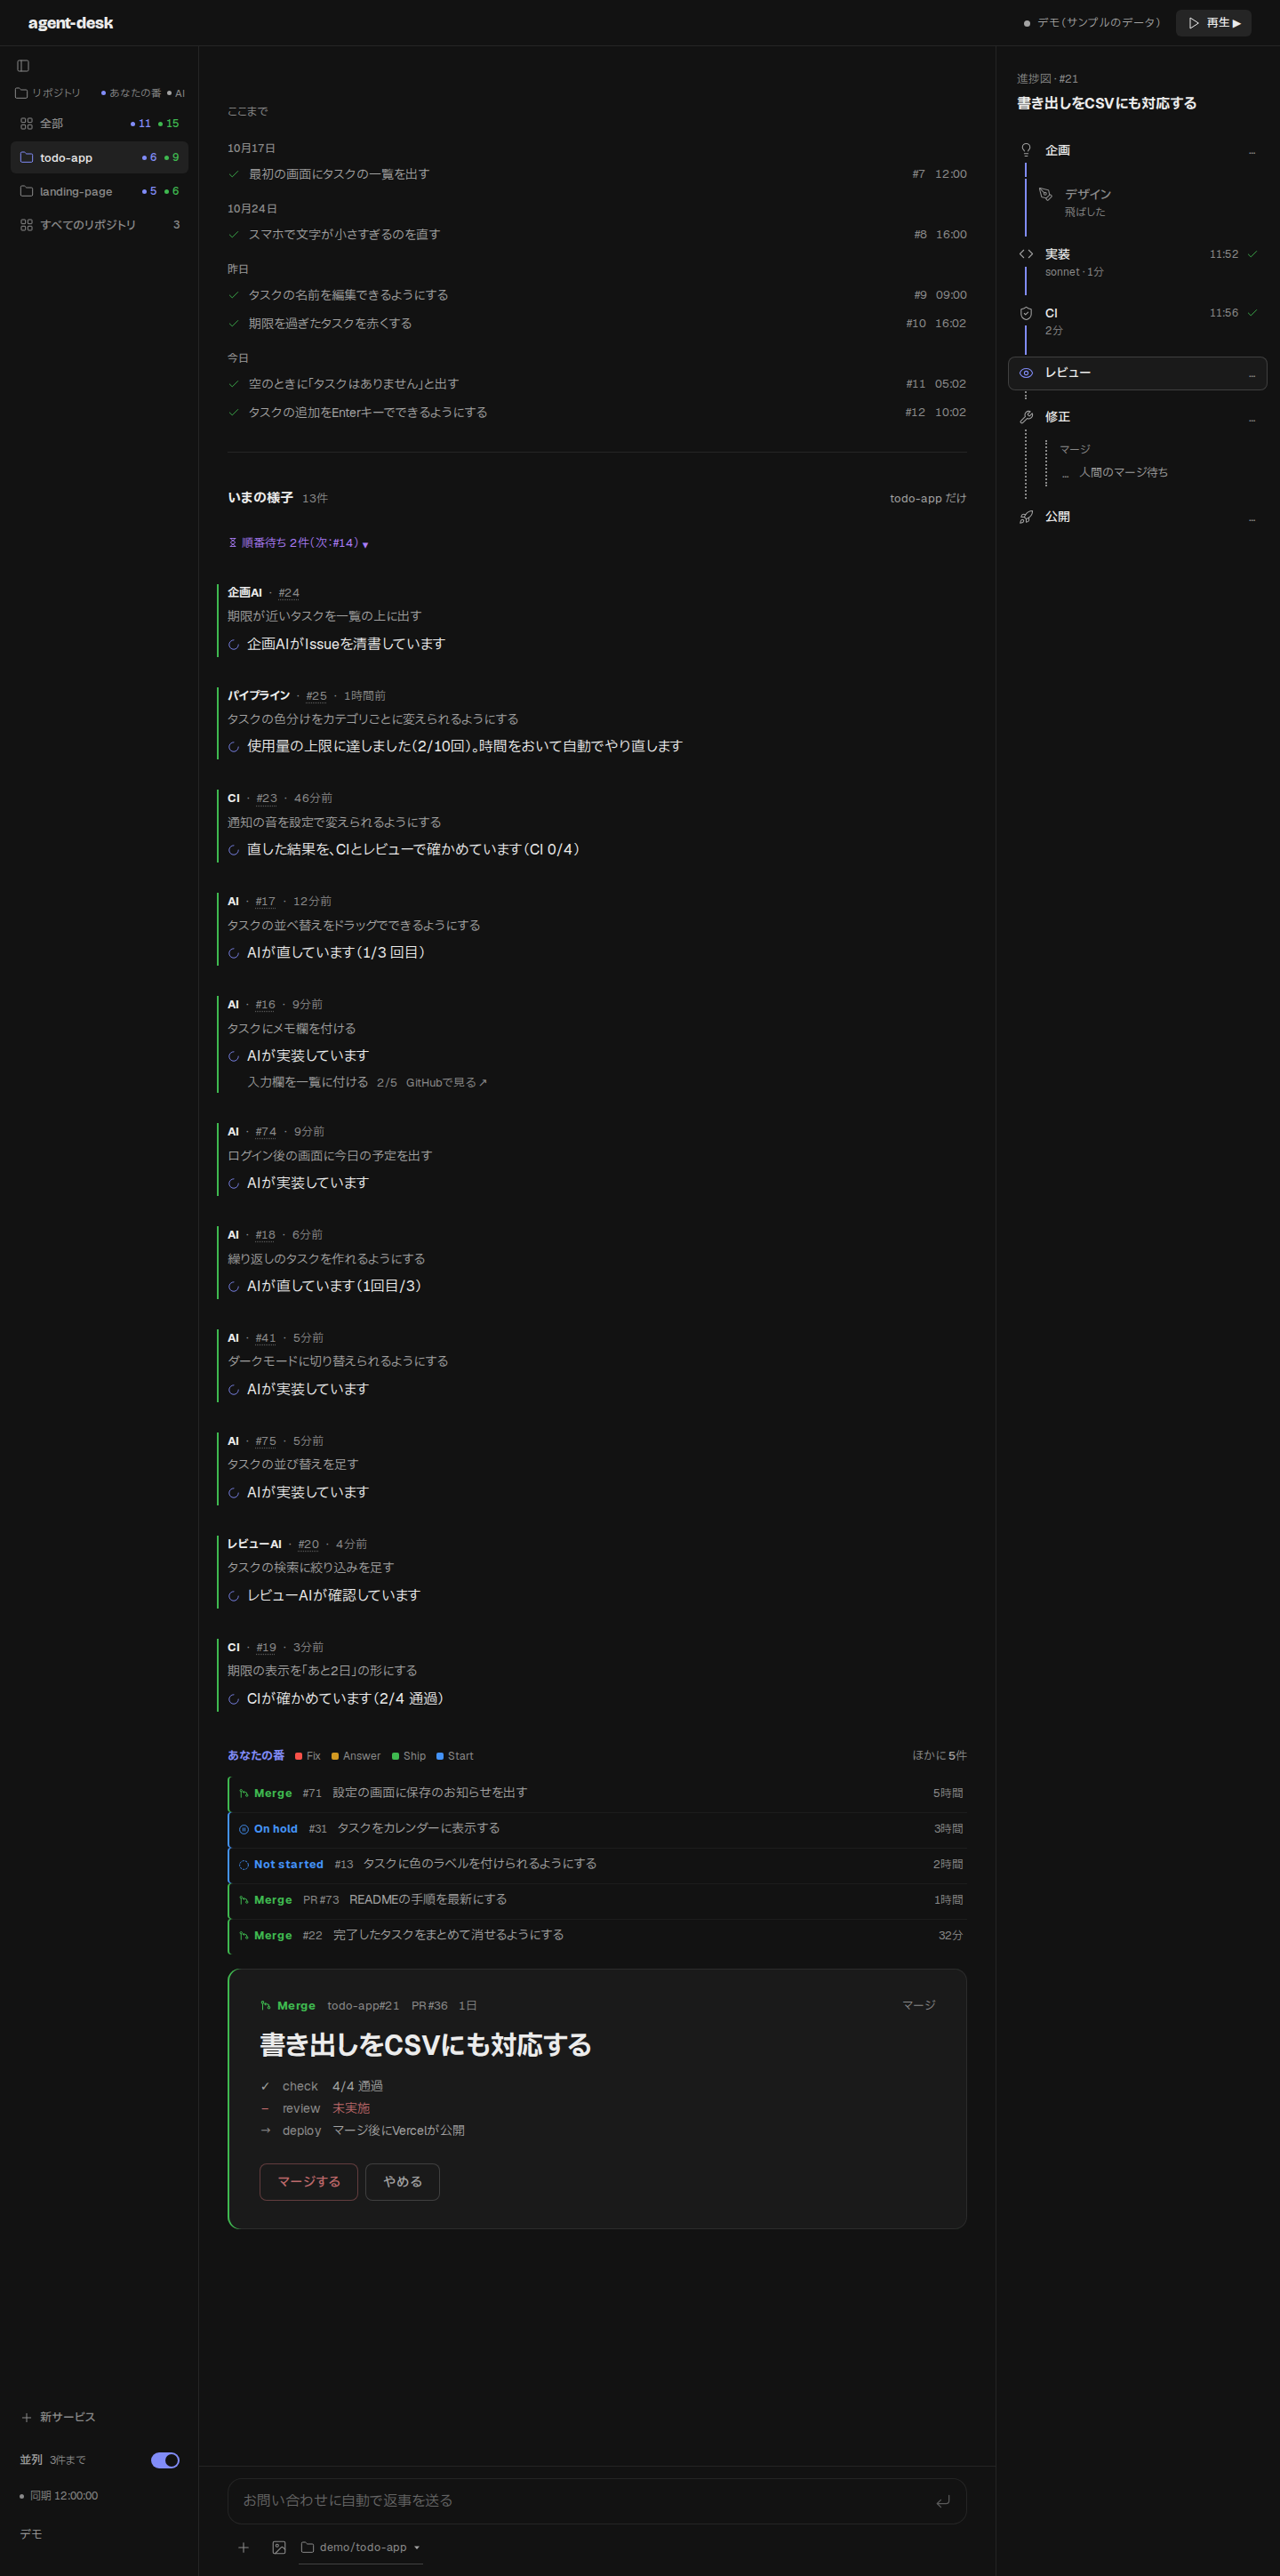 agent-desk
デモ(サンプルのデータ)
再生 ▶
リポジトリ
あなたの番 AI
全部 11 15
todo-app 6 9
landing-page 5 6
すべてのリポジトリ 3
ここまで
10月17日
最初の画面にタスクの一覧を出す #7 12:00
10月24日
スマホで文字が小さすぎるのを直す #8 16:00
昨日
タスクの名前を編集できるようにする #9 09:00
期限を過ぎたタスクを赤くする #10 16:02
今日
空のときに「タスクはありません」と出す #11 05:02
タスクの追加をEnterキーでできるようにする #12 10:02
いまの様子 13件 todo-app だけ
順番待ち 2件(次:#14) ▾
企画AI · #24
期限が近いタスクを一覧の上に出す
企画AIがIssueを清書しています
パイプライン · #25 · 1時間前
タスクの色分けをカテゴリごとに変えられるようにする
使用量の上限に達しました(2/10回)。時間をおいて自動でやり直します
CI · #23 · 46分前
通知の音を設定で変えられるようにする
直した結果を、CIとレビューで確かめています(CI 0/4)
AI · #17 · 12分前
タスクの並べ替えをドラッグでできるようにする
AIが直しています(1/3 回目)
AI · #16 · 9分前
タスクにメモ欄を付ける
AIが実装しています
入力欄を一覧に付ける 2/5 GitHubで見る ↗
AI · #74 · 9分前
ログイン後の画面に今日の予定を出す
AIが実装しています
AI · #18 · 6分前
繰り返しのタスクを作れるようにする
AIが直しています(1回目/3)
AI · #41 · 5分前
ダークモードに切り替えられるようにする
AIが実装しています
AI · #75 · 5分前
タスクの並び替えを足す
AIが実装しています
レビューAI · #20 · 4分前
タスクの検索に絞り込みを足す
レビューAIが確認しています
CI · #19 · 3分前
期限の表示を「あと2日」の形にする
CIが確かめています(2/4 通過)
あなたの番 Fix Answer Ship Start ほかに 5件
Merge #71 設定の画面に保存のお知らせを出す 5時間
On hold #31 タスクをカレンダーに表示する 3時間
Not started #13 タスクに色のラベルを付けられるようにする 2時間
Merge PR #73 READMEの手順を最新にする 1時間
Merge #22 完了したタスクをまとめて消せるようにする 32分
Merge todo-app#21 PR #36 1日 マージ
書き出しをCSVにも対応する
✓ check 4/4 通過
– review 未実施
→ deploy マージ後にVercelが公開
マージする
やめる
お問い合わせに自動で返事を送る
demo/todo-app ▾
新サービス
並列 3件まで
同期 12:00:00
デモ
進捗図 · #21
書き出しをCSVにも対応する
企画 …
デザイン
飛ばした
実装 11:52
sonnet · 1分
CI 11:56
2分
レビュー …
修正 …
マージ
… 人間のマージ待ち
公開 …